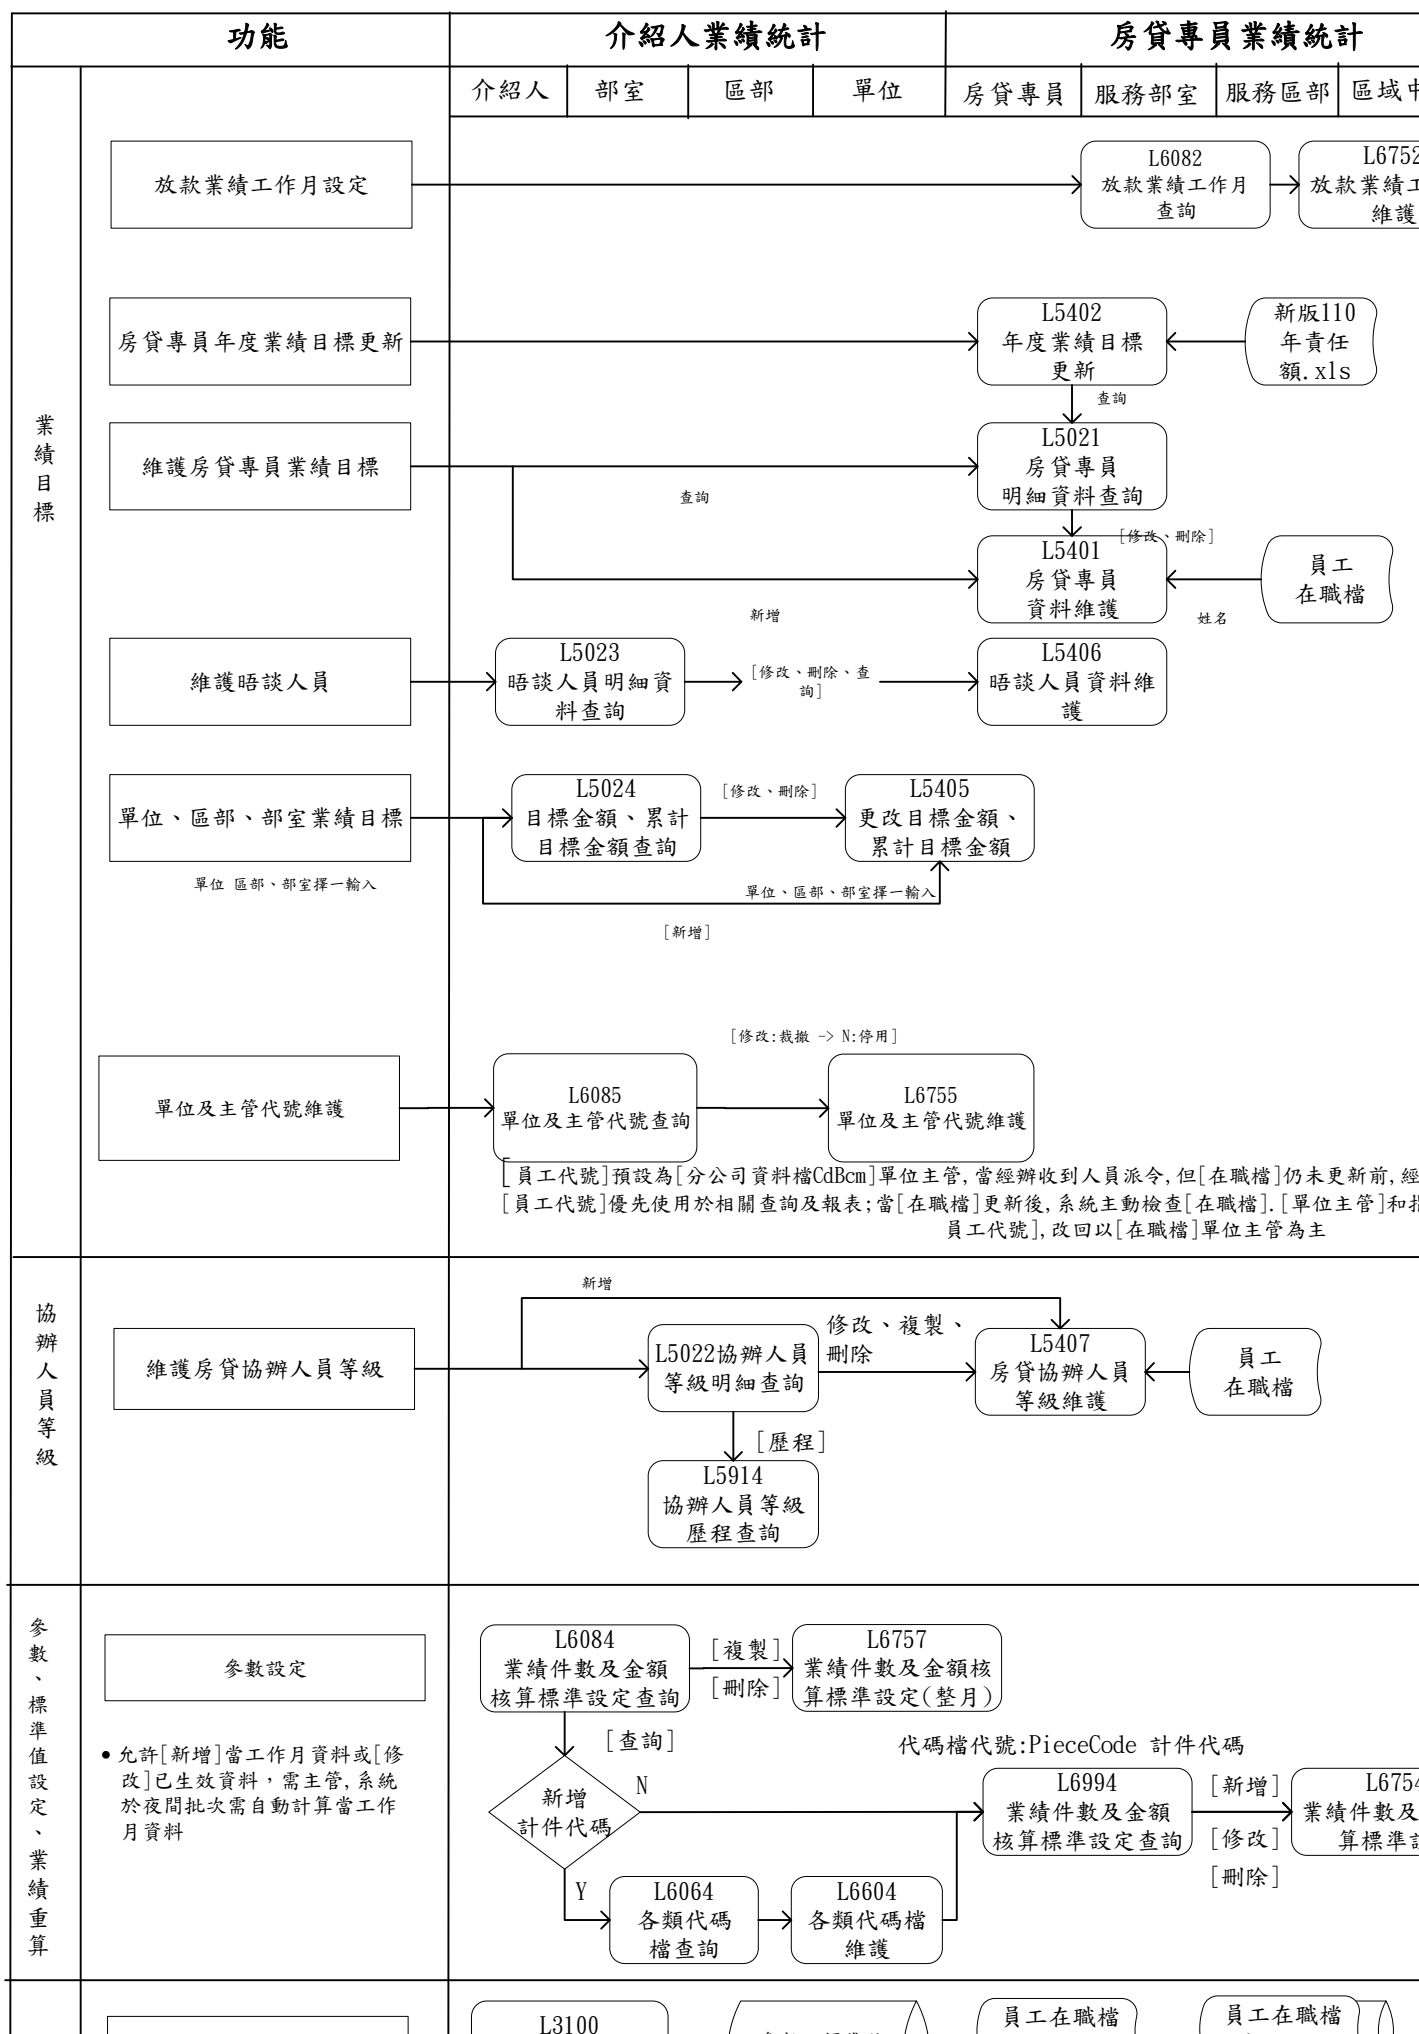 功能
介紹人業績統計
房貸專員業績統計
介紹人
部室
區部
單位
房貸專員
服務部室
服務區部
區域
業績目標
放款業績工作月設定
L6082
放款業績工作月
查詢
L6752
放款業績
維護
房貸專員年度業績目標更新
L5402
年度業績目標
更新
新版110
年責任
額.xls
查詢
維護房貸專員業績目標
L5021
房貸專員
明細資料查詢
查詢
[修改、刪除]
L5401
房貸專員
資料維護
員工
在職檔
新增
姓名
維護晤談人員
L5023
晤談人員明細資
料查詢
[修改、刪除、查
詢]
L5406
晤談人員資料維
護
單位、區部、部室業績目標
L5024
目標金額、累計
目標金額查詢
[修改、刪除]
L5405
更改目標金額、
累計目標金額
單位 區部、部室擇一輸入
單位、區部、部室擇一輸入
[新增]
[修改:裁撤 -> N:停用]
單位及主管代號維護
L6085
單位及主管代號查詢
L6755
單位及主管代號維護
[員工代號]預設為[分公司資料檔CdBcm]單位主管,當經辦收到人員派令,但[在職檔]仍未更新前,經
[員工代號]優先使用於相關查詢及報表;當[在職檔]更新後,系統主動檢查[在職檔].[單位主管]和
員工代號],改回以[在職檔]單位主管為主
協辦人員等級
新增
維護房貸協辦人員等級
L5022協辦人員
等級明細查詢
修改、複製、
刪除
L5407
房貸協辦人員
等級維護
員工
在職檔
[歷程]
L5914
協辦人員等級
歷程查詢
參數、標準值設定、業績重算
參數設定
L6084
業績件數及金額
核算標準設定查詢
[複製]
[刪除]
L6757
業績件數及金額核
算標準設定(整月)
• 允許[新增]當工作月資料或[修
改]已生效資料，需主管,系統
於夜間批次需自動計算當工作
月資料
[查詢]
代碼檔代號:PieceCode 計件代碼
新增
計件代碼
N
L6994
業績件數及金額
核算標準設定查詢
[新增]
[修改]
[刪除]
L6754
業績件數及
算標準
Y
L6064
各類代碼
檔查詢
L6604
各類代碼檔
維護
L3100
員工在職檔
員工在職檔